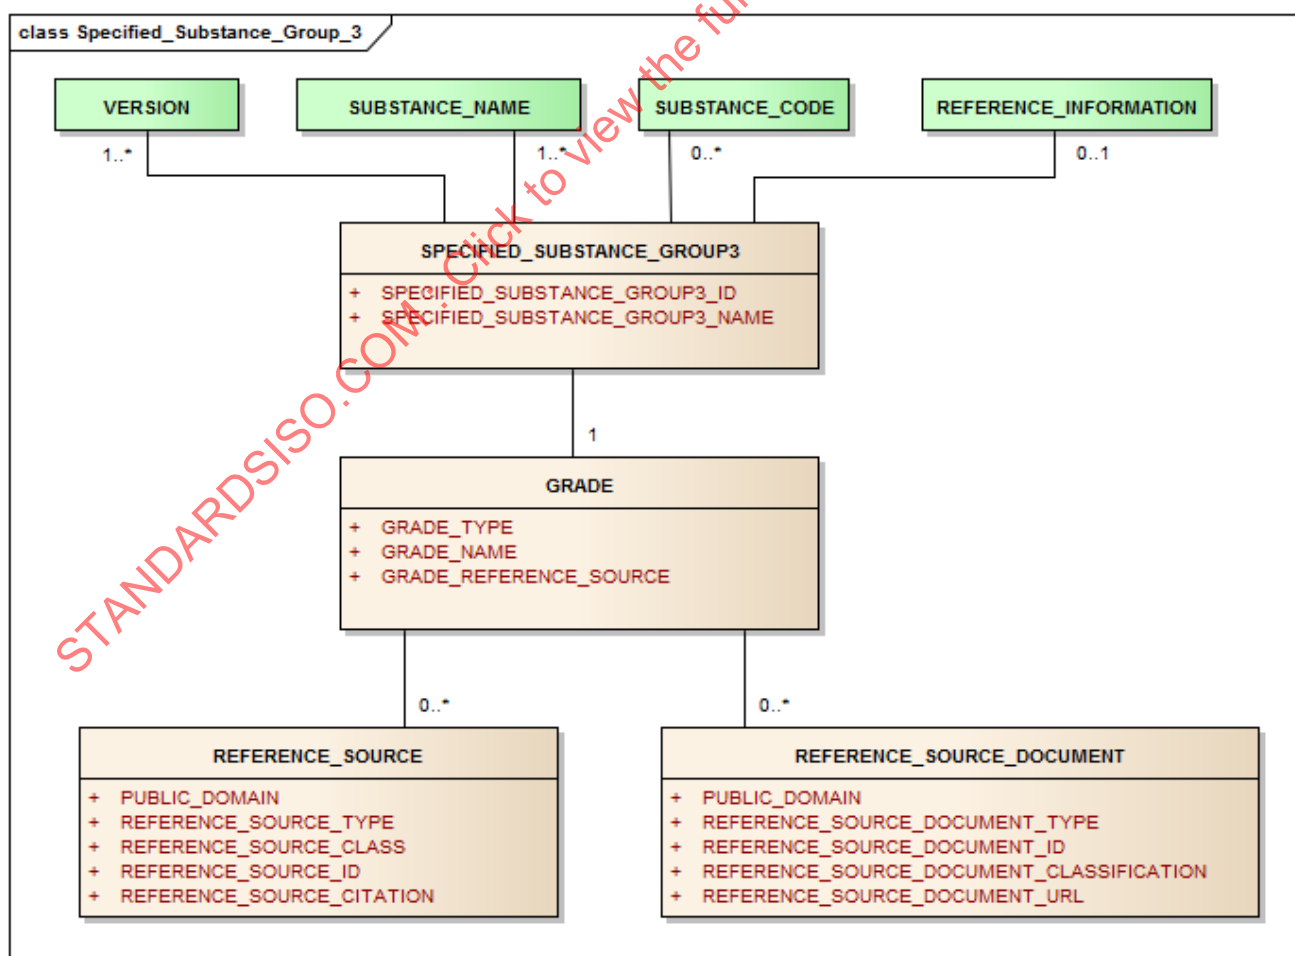 class Specified_Substance_Group_3
VERSION
SUBSTANCE_NAME
SUBSTANCE_CODE
REFERENCE_INFORMATION
1..*
1..*
0..*
0..1
SPECIFIED_SUBSTANCE_GROUP3
+ SPECIFIED_SUBSTANCE_GROUP3_ID
+ SPECIFIED_SUBSTANCE_GROUP3_NAME
1
GRADE
+ GRADE_TYPE
+ GRADE_NAME
+ GRADE_REFERENCE_SOURCE
0..*
0..*
REFERENCE_SOURCE
+ PUBLIC_DOMAIN
+ REFERENCE_SOURCE_TYPE
+ REFERENCE_SOURCE_CLASS
+ REFERENCE_SOURCE_ID
+ REFERENCE_SOURCE_CITATION
REFERENCE_SOURCE_DOCUMENT
+ PUBLIC_DOMAIN
+ REFERENCE_SOURCE_DOCUMENT_TYPE
+ REFERENCE_SOURCE_DOCUMENT_ID
+ REFERENCE_SOURCE_DOCUMENT_CLASSIFICATION
+ REFERENCE_SOURCE_DOCUMENT_URL
STANDARDSISO.COM : Click to view the